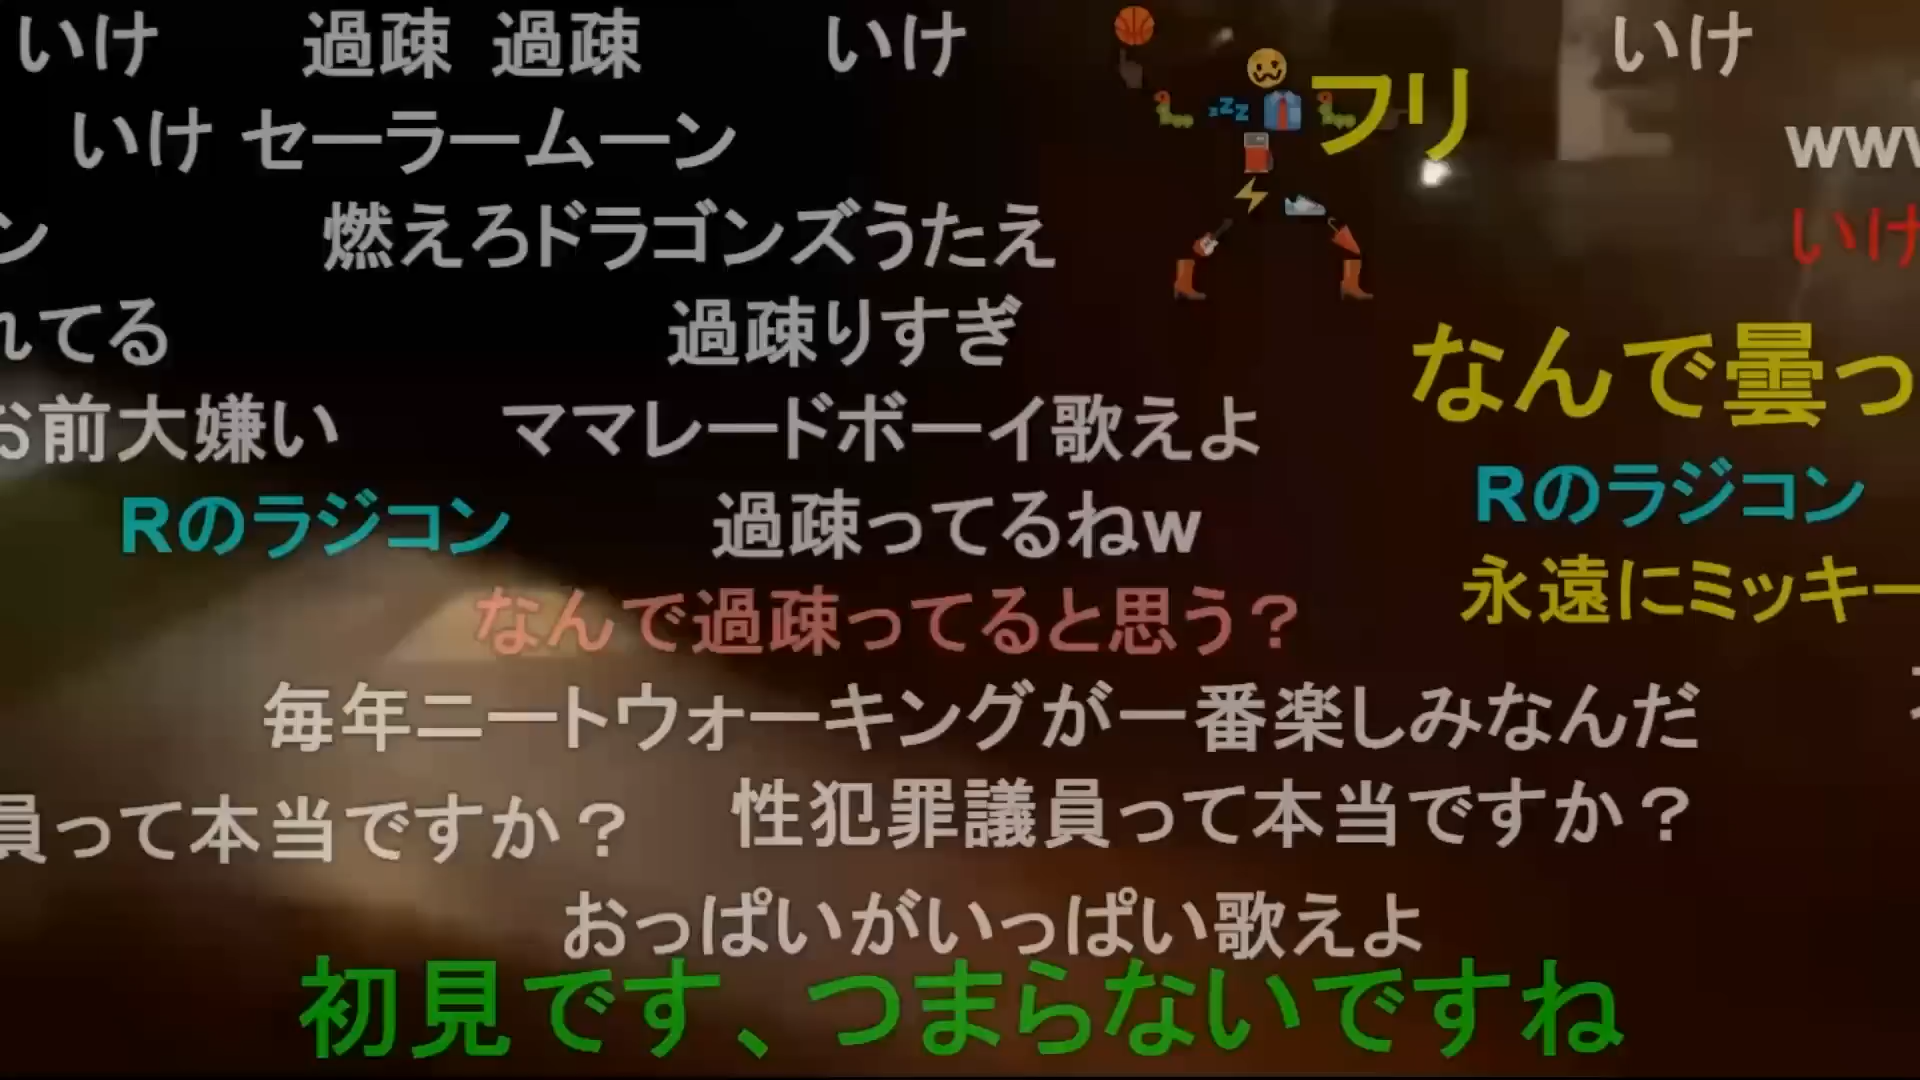 いけ 過疎 過疎 いけ いけ
フリ
いけ セーラームーン
ン 燃えろドラゴンズうたえ いけ
れてる 過疎りすぎ
なんで曇っ
お前大嫌い ママレードボーイ歌えよ
Rのラジコン 過疎ってるねw Rのラジコン
永遠にミッキー
なんで過疎ってると思う？
毎年ニートウォーキングが一番楽しみなんだ
員って本当ですか？ 性犯罪議員って本当ですか？
おっぱいがいっぱい歌えよ
初見です、つまらないですね